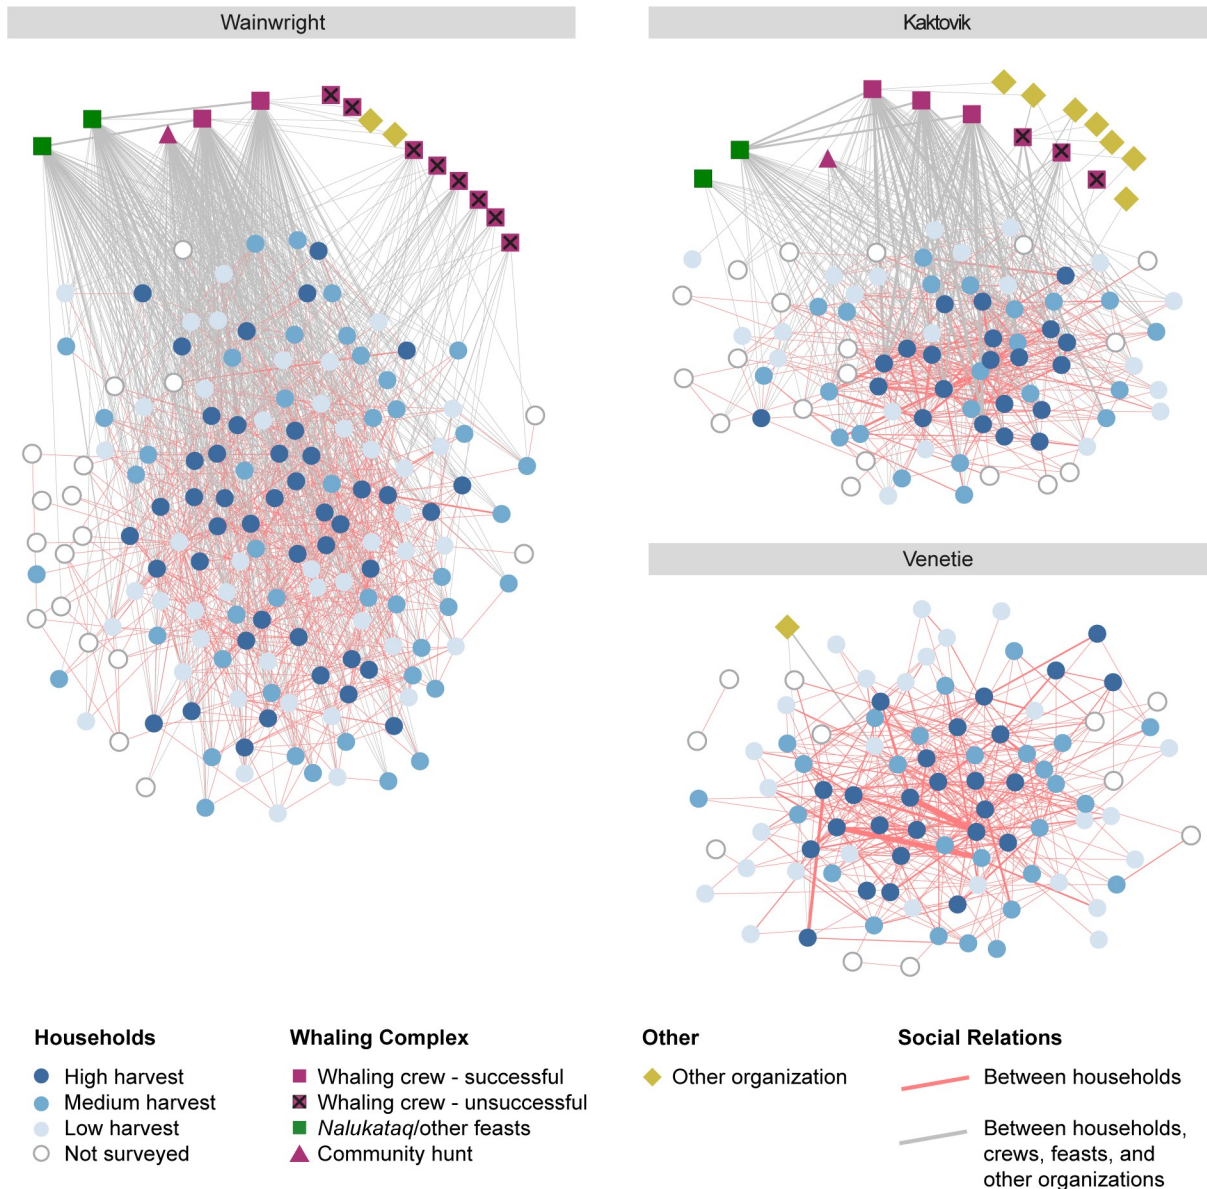 Wainwright
Kaktovik
Venetie
Households
High harvest
Medium harvest
Low harvest
Not surveyed
Whaling Complex
Whaling crew - successful
Whaling crew - unsuccessful
Nalukataq/other feasts
Community hunt
Other
Other organization
Social Relations
Between households
Between households,
crews, feasts, and
other organizations